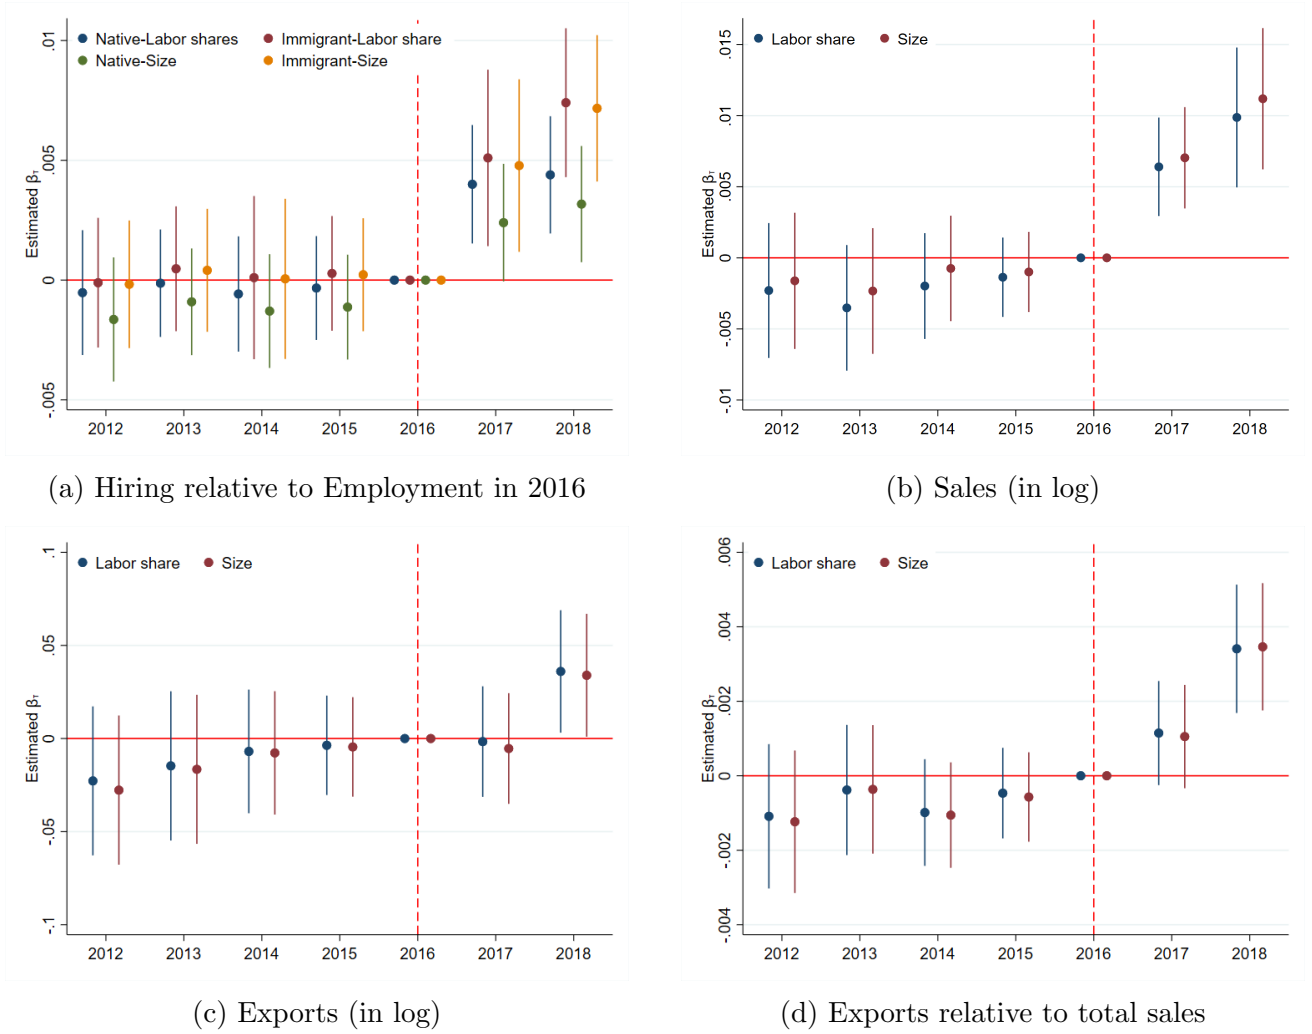 Native-Labor shares Immigrant-Labor share
Native-Size Immigrant-Size
Estimated βτ
.01
.005
0
-.005
2012 2013 2014 2015 2016 2017 2018
(a) Hiring relative to Employment in 2016
Labor share Size
Estimated βτ
.015
.01
.005
0
-.005
-.01
2012 2013 2014 2015 2016 2017 2018
(b) Sales (in log)
Labor share Size
Estimated βτ
.1
.05
0
-.05
-.1
2012 2013 2014 2015 2016 2017 2018
(c) Exports (in log)
Labor share Size
Estimated βτ
.006
.004
.002
0
-.002
-.004
2012 2013 2014 2015 2016 2017 2018
(d) Exports relative to total sales